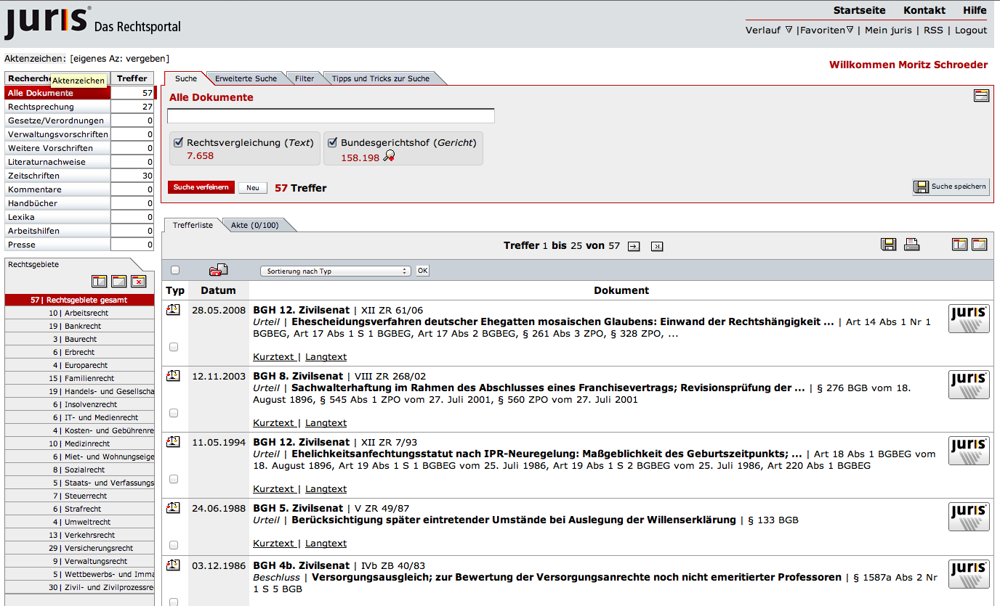 juris® Das Rechtsportal
Startseite Kontakt Hilfe
Verlauf | Favoriten | Mein juris | RSS | Logout
Aktenzeichen: [eigenes Az: vergeben]
Willkommen Moritz Schroeder
Recherche Treffer
Aktenzeichen
Alle Dokumente 57
Rechtsprechung 27
Gesetze/Verordnungen 0
Verwaltungsvorschriften 0
Weitere Vorschriften 0
Literaturnachweise 0
Zeitschriften 30
Kommentare 0
Handbücher 0
Lexika 0
Arbeitshilfen 0
Presse 0
Rechtsgebiete
57 | Rechtsgebiete gesamt
10 | Arbeitsrecht
19 | Bankrecht
3 | Baurecht
6 | Erbrecht
4 | Europarecht
15 | Familienrecht
19 | Handels- und Gesellscha
6 | Insolvenzrecht
6 | IT- und Medienrecht
4 | Kosten- und Gebührenre
10 | Medizinrecht
6 | Miet- und Wohnungseige
8 | Sozialrecht
5 | Staats- und Verfassungs
7 | Steuerrecht
6 | Strafrecht
4 | Umweltrecht
13 | Verkehrsrecht
29 | Versicherungsrecht
9 | Verwaltungsrecht
5 | Wettbewerbs- und Imma
30 | Zivil- und Zivilprozessre
Suche Erweiterte Suche Filter Tipps und Tricks zur Suche
Alle Dokumente
Rechtsvergleichung (Text)
7.658
Bundesgerichtshof (Gericht)
158.198
Suche verfeinern Neu 57 Treffer
Suche speichern
Trefferliste Akte (0/100)
Treffer 1 bis 25 von 57
Sortierung nach Typ OK
Typ Datum Dokument
28.05.2008 BGH 12. Zivilsenat | XII ZR 61/06
Urteil | Ehescheidungsverfahren deutscher Ehegatten mosaischen Glaubens: Einwand der Rechtshängigkeit ... | Art 14 Abs 1 Nr 1
BGBEG, Art 17 Abs 1 S 1 BGBEG, Art 17 Abs 2 BGBEG, § 261 Abs 3 ZPO, § 328 ZPO, ...
Kurztext | Langtext
juris®
12.11.2003 BGH 8. Zivilsenat | VIII ZR 268/02
Urteil | Sachwalterhaftung im Rahmen des Abschlusses eines Franchisevertrags; Revisionsprüfung der ... | § 276 BGB vom 18.
August 1896, § 545 Abs 1 ZPO vom 27. Juli 2001, § 560 ZPO vom 27. Juli 2001
Kurztext | Langtext
juris®
11.05.1994 BGH 12. Zivilsenat | XII ZR 7/93
Urteil | Ehelichkeitsanfechtungsstatut nach IPR-Neuregelung: Maßgeblichkeit des Geburtszeitpunkts; ... | Art 18 Abs 1 BGBEG vom
18. August 1896, Art 19 Abs 1 S 1 BGBEG vom 25. Juli 1986, Art 19 Abs 1 S 2 BGBEG vom 25. Juli 1986, Art 220 Abs 1 BGBEG
Kurztext | Langtext
juris®
24.06.1988 BGH 5. Zivilsenat | V ZR 49/87
Urteil | Berücksichtigung später eintretender Umstände bei Auslegung der Willenserklärung | § 133 BGB
Kurztext | Langtext
juris®
03.12.1986 BGH 4b. Zivilsenat | IVb ZB 40/83
Beschluss | Versorgungsausgleich; zur Bewertung der Versorgungsanrechte noch nicht emeritierter Professoren | § 1587a Abs 2 Nr
1 S 5 BGB
juris®